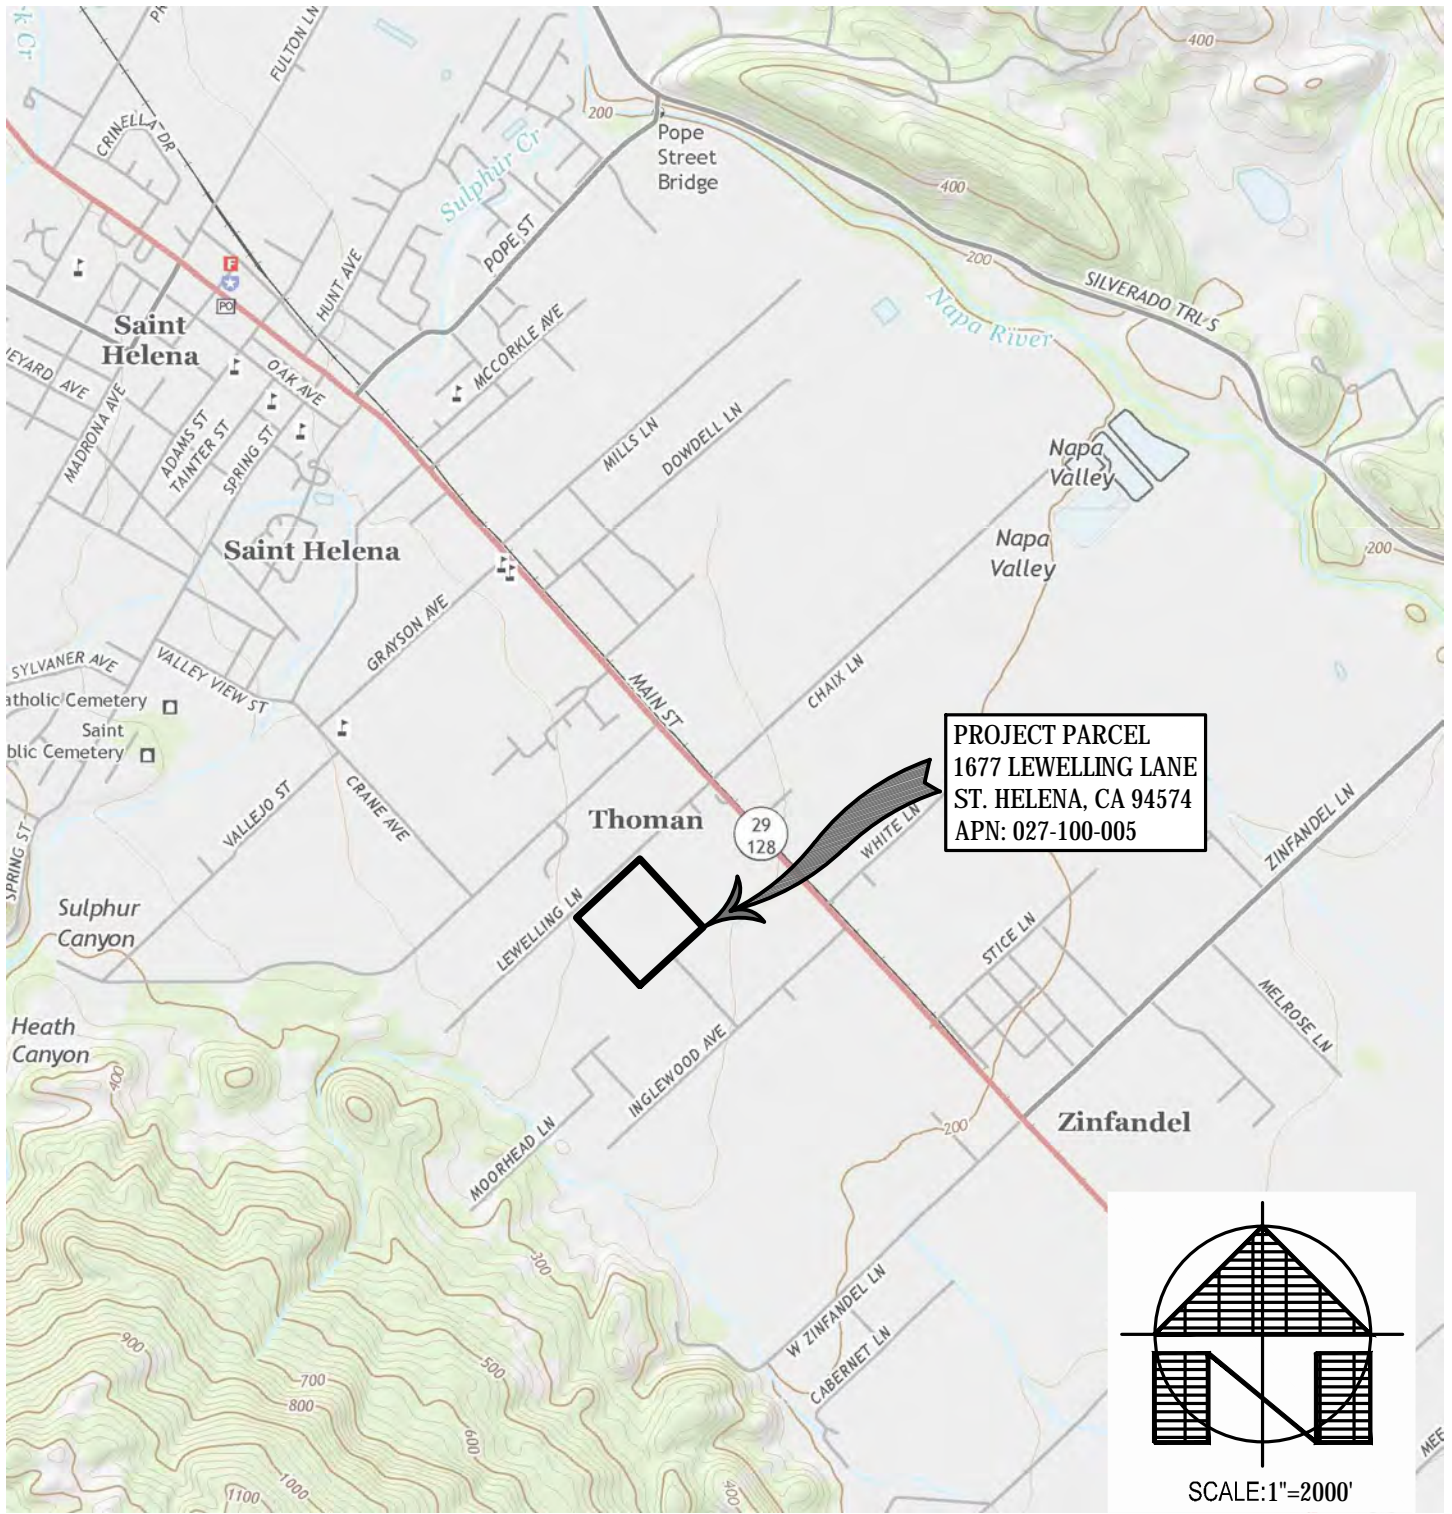 k Cr
PR
FULTON LN
CRINELLA DR
Sulphur Cr
200
Pope
Street
Bridge
400
400
200
SILVERADO TRL S
Napa River
POPE ST
HUNT AVE
F
PO
Saint
Helena
OAK AVE
MCCORKLE AVE
EYARD AVE
MADRONA AVE
ADAMS ST
TAINTER ST
SPRING ST
MILLS LN
DOWDELL LN
Napa
Valley
Napa
Valley
200
Saint Helena
GRAYSON AVE
SYLVANER AVE
VALLEY VIEW ST
atholic Cemetery
Saint
blic Cemetery
MAIN ST
CHAIX LN
PROJECT PARCEL
1677 LEWELLING LANE
ST. HELENA, CA 94574
APN: 027-100-005
VALLEJO ST
CRANE AVE
Thoman
29
128
WHITE LN
ZINFANDEL LN
SPRING ST
Sulphur
Canyon
LEWELLING LN
STICE LN
MELROSE LN
Heath
Canyon
400
INGLEWOOD AVE
MOORHEAD LN
200
Zinfandel
300
W ZINFANDEL LN
CABERNET LN
900
700
800
500
600
1000
1100
400
MEE
SCALE:1"=2000'